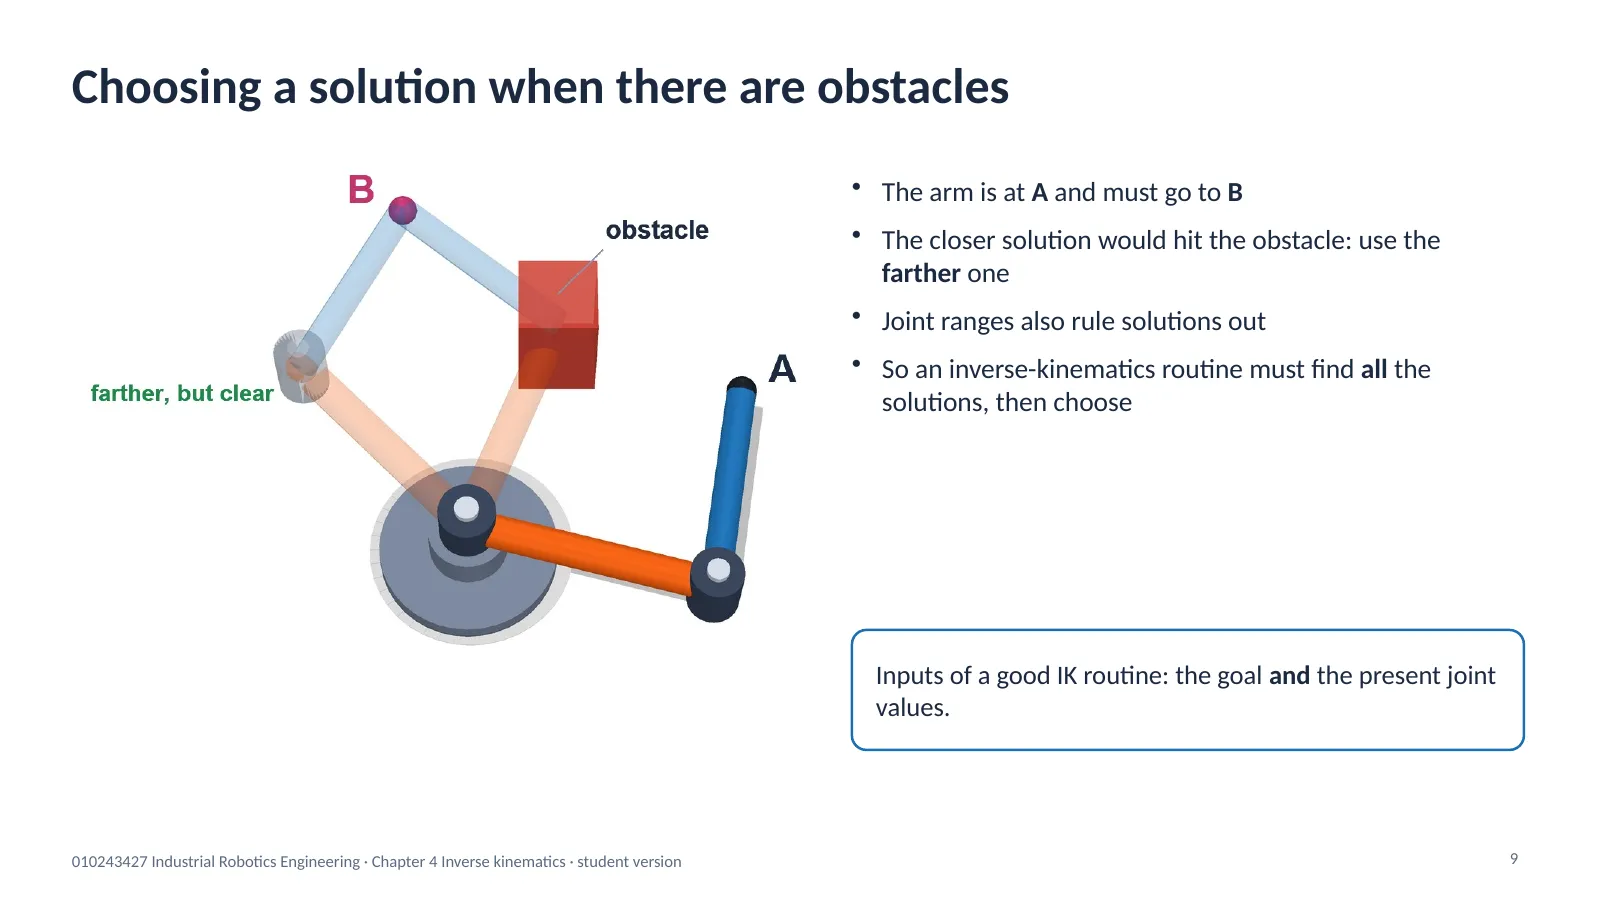 Choosing a solution when there are obstacles
B
obstacle
A
farther, but clear
• The arm is at A and must go to B
• The closer solution would hit the obstacle: use the
farther one
• Joint ranges also rule solutions out
• So an inverse-kinematics routine must find all the
solutions, then choose
Inputs of a good IK routine: the goal and the present joint
values.
010243427 Industrial Robotics Engineering · Chapter 4 Inverse kinematics · student version
9